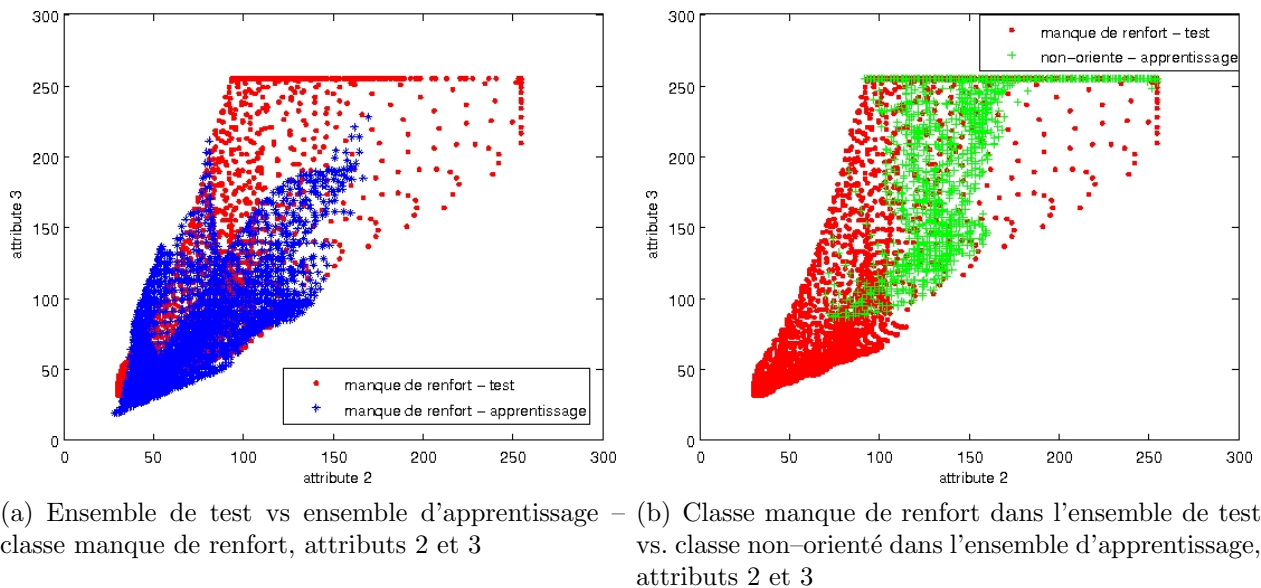 300
250
200
150
100
50
0
attribute 3
0 50 100 150 200 250 300
attribute 2
manque de renfort – test
manque de renfort – apprentissage
300
250
200
150
100
50
0
attribute 3
0 50 100 150 200 250 300
attribute 2
manque de renfort – test
non–oriente – apprentissage
(a) Ensemble de test vs ensemble d'apprentissage –
classe manque de renfort, attributs 2 et 3
(b) Classe manque de renfort dans l'ensemble de test
vs. classe non–orienté dans l'ensemble d'apprentissage,
attributs 2 et 3